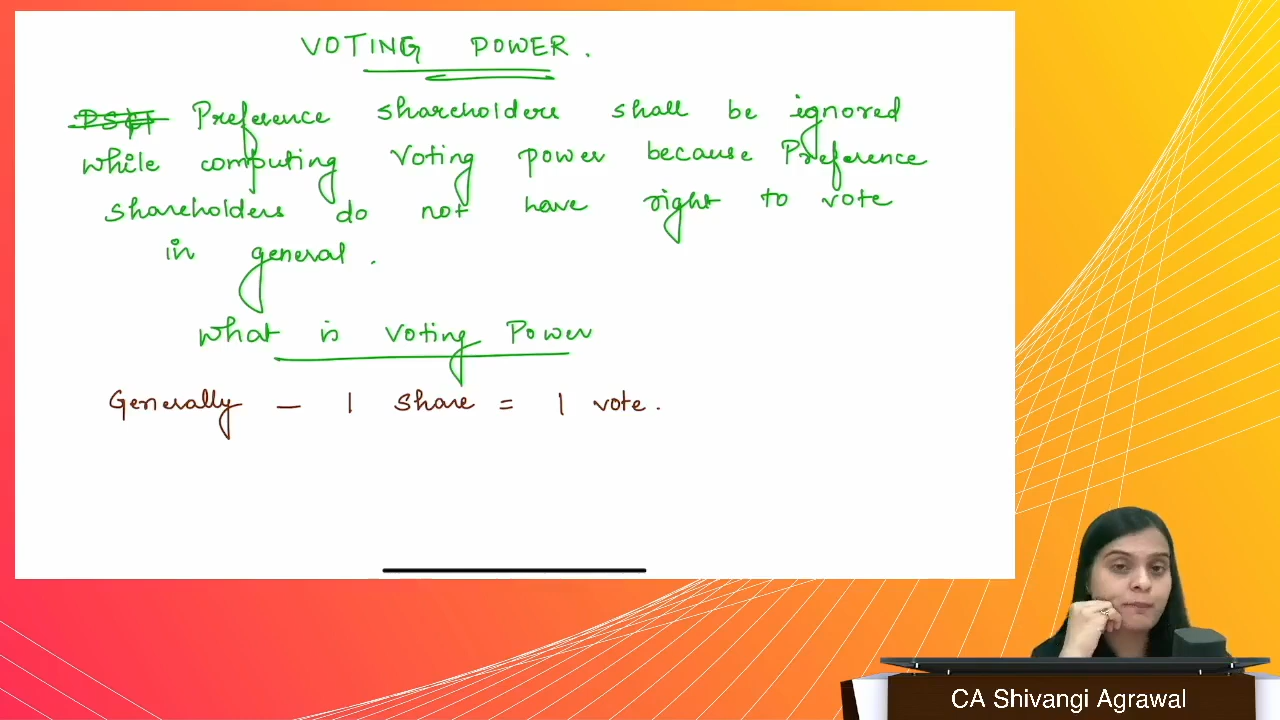 VOTING POWER.
Preference shareholders shall be ignored
while computing voting power because Preference
shareholders do not have right to vote
in general.
What is Voting Power
Generally – 1 share = 1 vote.
CA Shivangi Agrawal